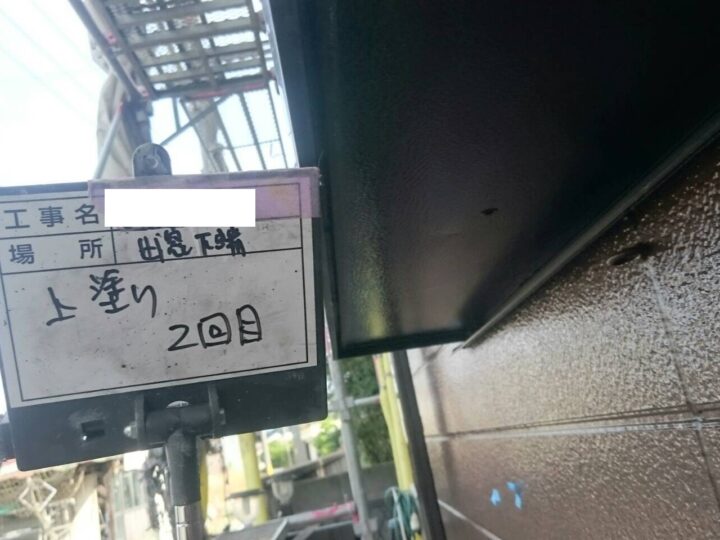 工事名
場所 出窓下端
上塗り
2回目